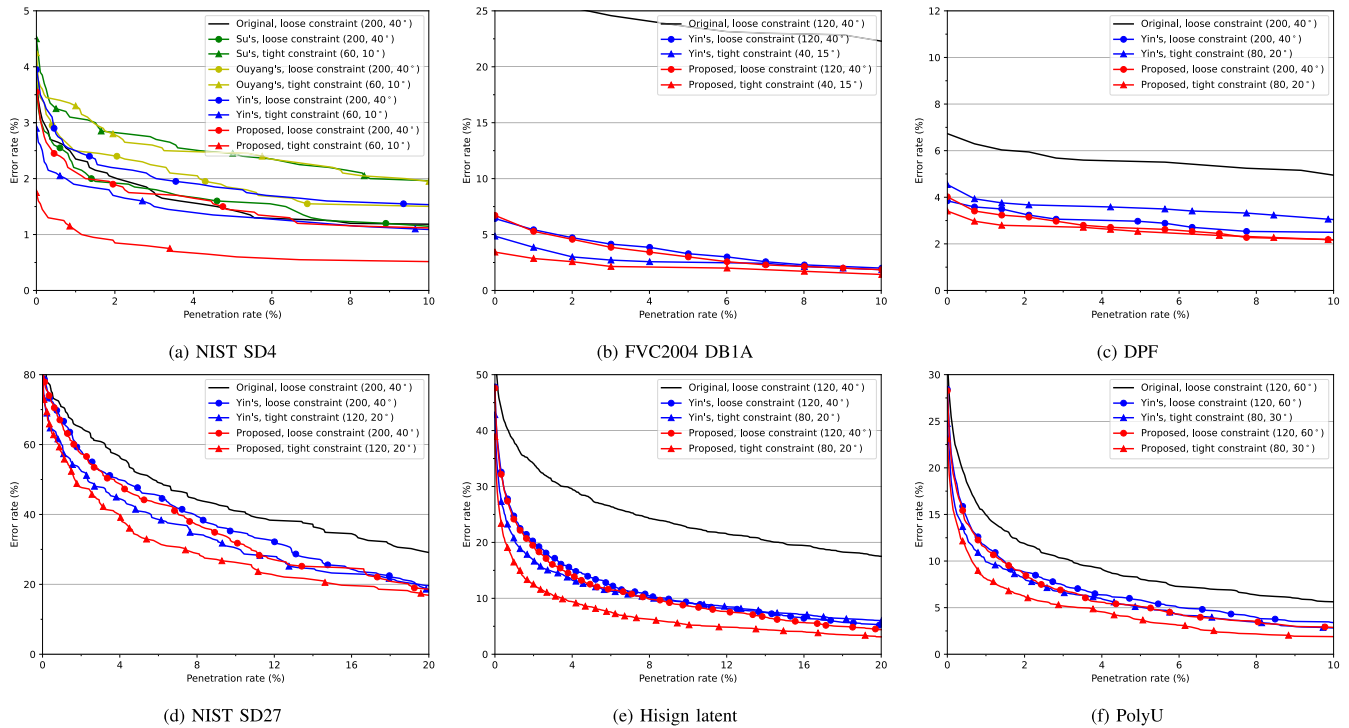 Original, loose constraint (200, 40°)
Su's, loose constraint (200, 40°)
Su's, tight constraint (60, 10°)
Ouyang's, loose constraint (200, 40°)
Ouyang's, tight constraint (60, 10°)
Yin's, loose constraint (200, 40°)
Yin's, tight constraint (60, 10°)
Proposed, loose constraint (200, 40°)
Proposed, tight constraint (60, 10°)
5
4
3
2
1
0
Error rate (%)
0 2 4 6 8 10
Penetration rate (%)
(a) NIST SD4
Original, loose constraint (120, 40°)
Yin's, loose constraint (120, 40°)
Yin's, tight constraint (40, 15°)
Proposed, loose constraint (120, 40°)
Proposed, tight constraint (40, 15°)
25
20
15
10
5
0
Error rate (%)
0 2 4 6 8 10
Penetration rate (%)
(b) FVC2004 DB1A
Original, loose constraint (200, 40°)
Yin's, loose constraint (200, 40°)
Yin's, tight constraint (80, 20°)
Proposed, loose constraint (200, 40°)
Proposed, tight constraint (80, 20°)
12
10
8
6
4
2
0
Error rate (%)
0 2 4 6 8 10
Penetration rate (%)
(c) DPF
Original, loose constraint (200, 40°)
Yin's, loose constraint (200, 40°)
Yin's, tight constraint (120, 20°)
Proposed, loose constraint (200, 40°)
Proposed, tight constraint (120, 20°)
80
60
40
20
0
Error rate (%)
0 4 8 12 16 20
Penetration rate (%)
(d) NIST SD27
Original, loose constraint (120, 40°)
Yin's, loose constraint (120, 40°)
Yin's, tight constraint (80, 20°)
Proposed, loose constraint (120, 40°)
Proposed, tight constraint (80, 20°)
50
40
30
20
10
0
Error rate (%)
0 4 8 12 16 20
Penetration rate (%)
(e) Hisign latent
Original, loose constraint (120, 60°)
Yin's, loose constraint (120, 60°)
Yin's, tight constraint (80, 30°)
Proposed, loose constraint (120, 60°)
Proposed, tight constraint (80, 30°)
30
25
20
15
10
5
0
Error rate (%)
0 2 4 6 8 10
Penetration rate (%)
(f) PolyU